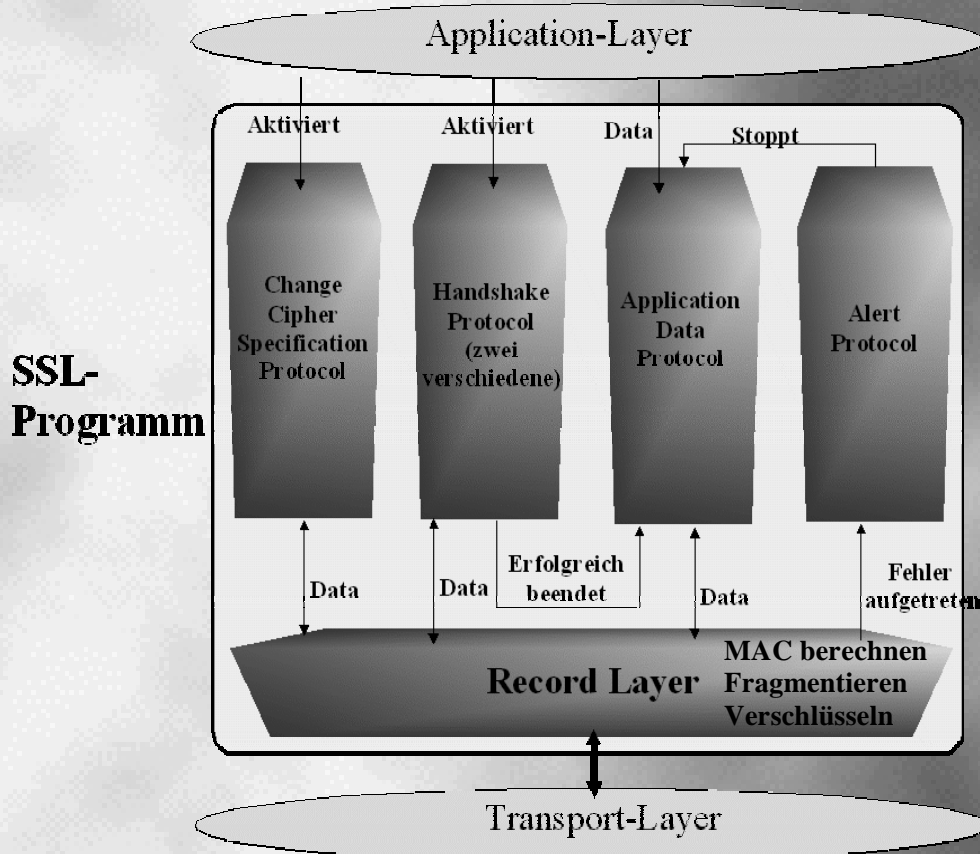 Application-Layer
Aktiviert
Aktiviert
Data
Stoppt
Change
Cipher
Specification
Protocol
Handshake
Protocol
(zwei
verschiedene)
Application
Data
Protocol
Alert
Protocol
SSL-
Programm
Data
Data
Erfolgreich
beendet
Data
Fehler
aufgetreten
Record Layer
MAC berechnen
Fragmentieren
Verschlüsseln
Transport-Layer